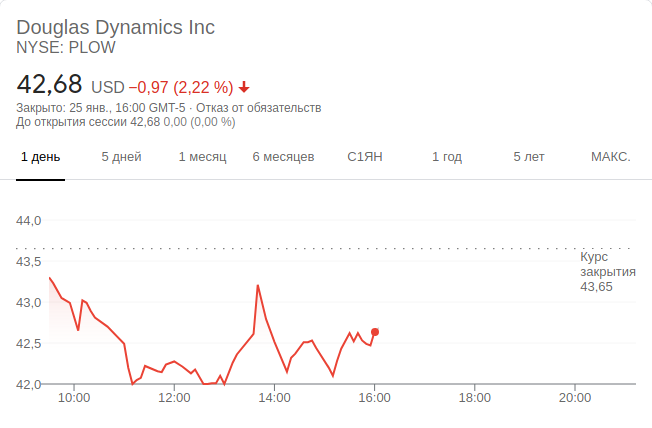 Douglas Dynamics Inc
NYSE: PLOW
42,68 USD −0,97 (2,22 %)
Закрыто: 25 янв., 16:00 GMT-5 · Отказ от обязательств
До открытия сессии 42,68 0,00 (0,00 %)
1 день 5 дней 1 месяц 6 месяцев С1ЯН 1 год 5 лет МАКС.
44,0
43,5
43,0
42,5
42,0
Курс
закрытия
43,65
10:00 12:00 14:00 16:00 18:00 20:00